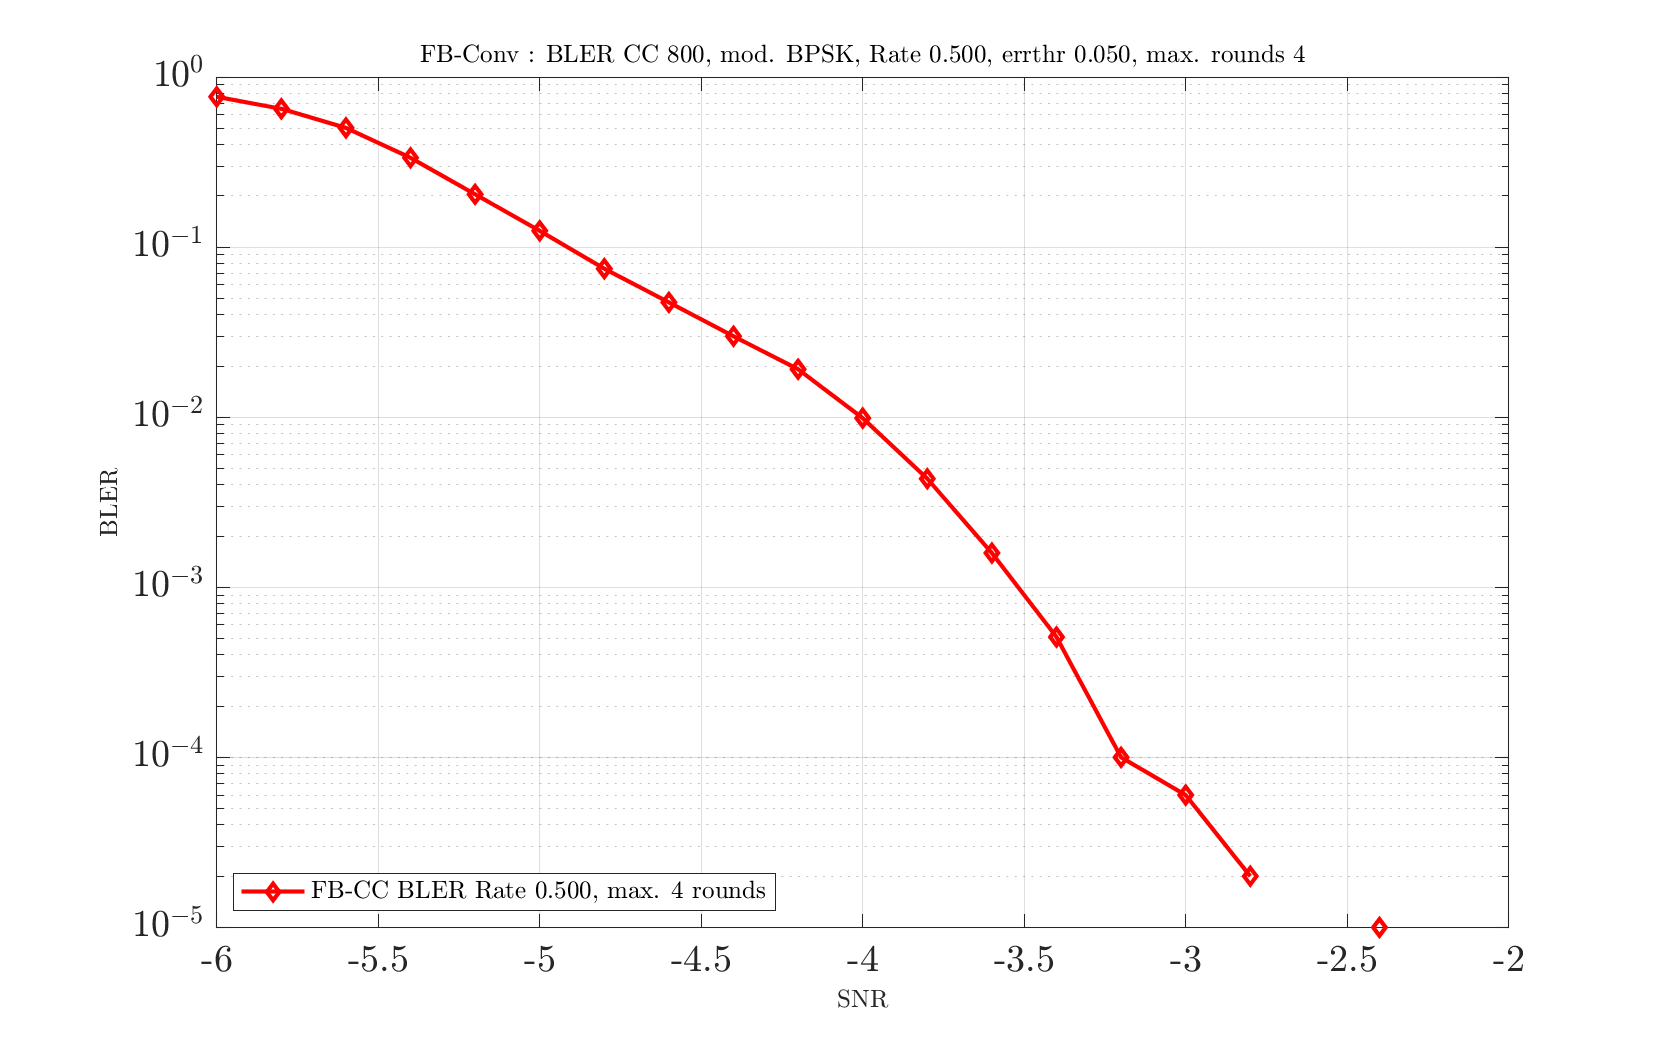 FB-Conv : BLER CC 800, mod. BPSK, Rate 0.500, errthr 0.050, max. rounds 4
10^0
10^−1
10^−2
10^−3
10^−4
10^−5
BLER
FB-CC BLER Rate 0.500, max. 4 rounds
-6 -5.5 -5 -4.5 -4 -3.5 -3 -2.5 -2
SNR